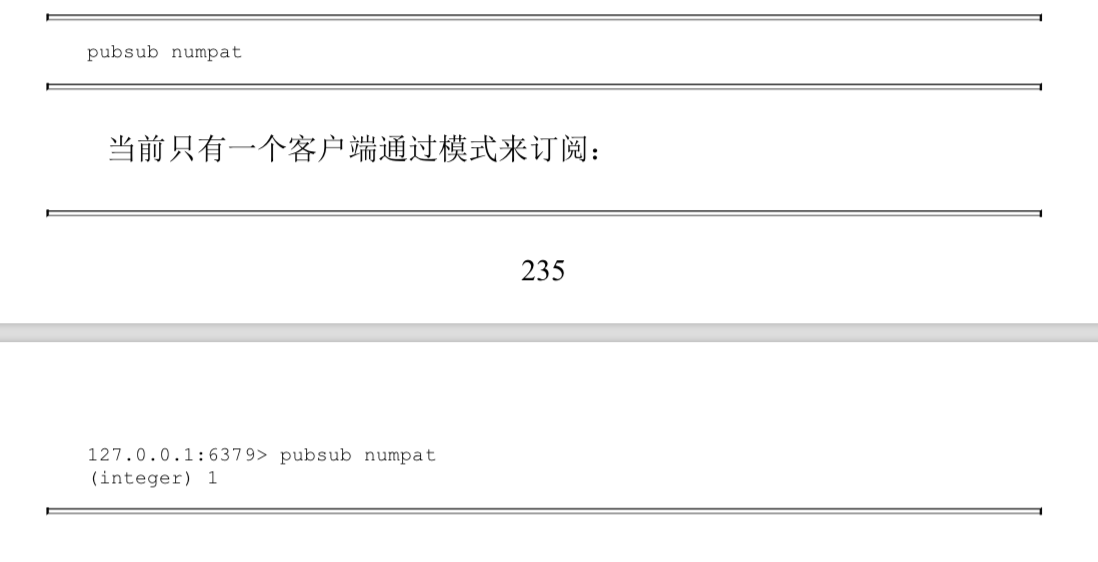 pubsub numpat
当前只有一个客户端通过模式来订阅：
235
127.0.0.1:6379> pubsub numpat
(integer) 1